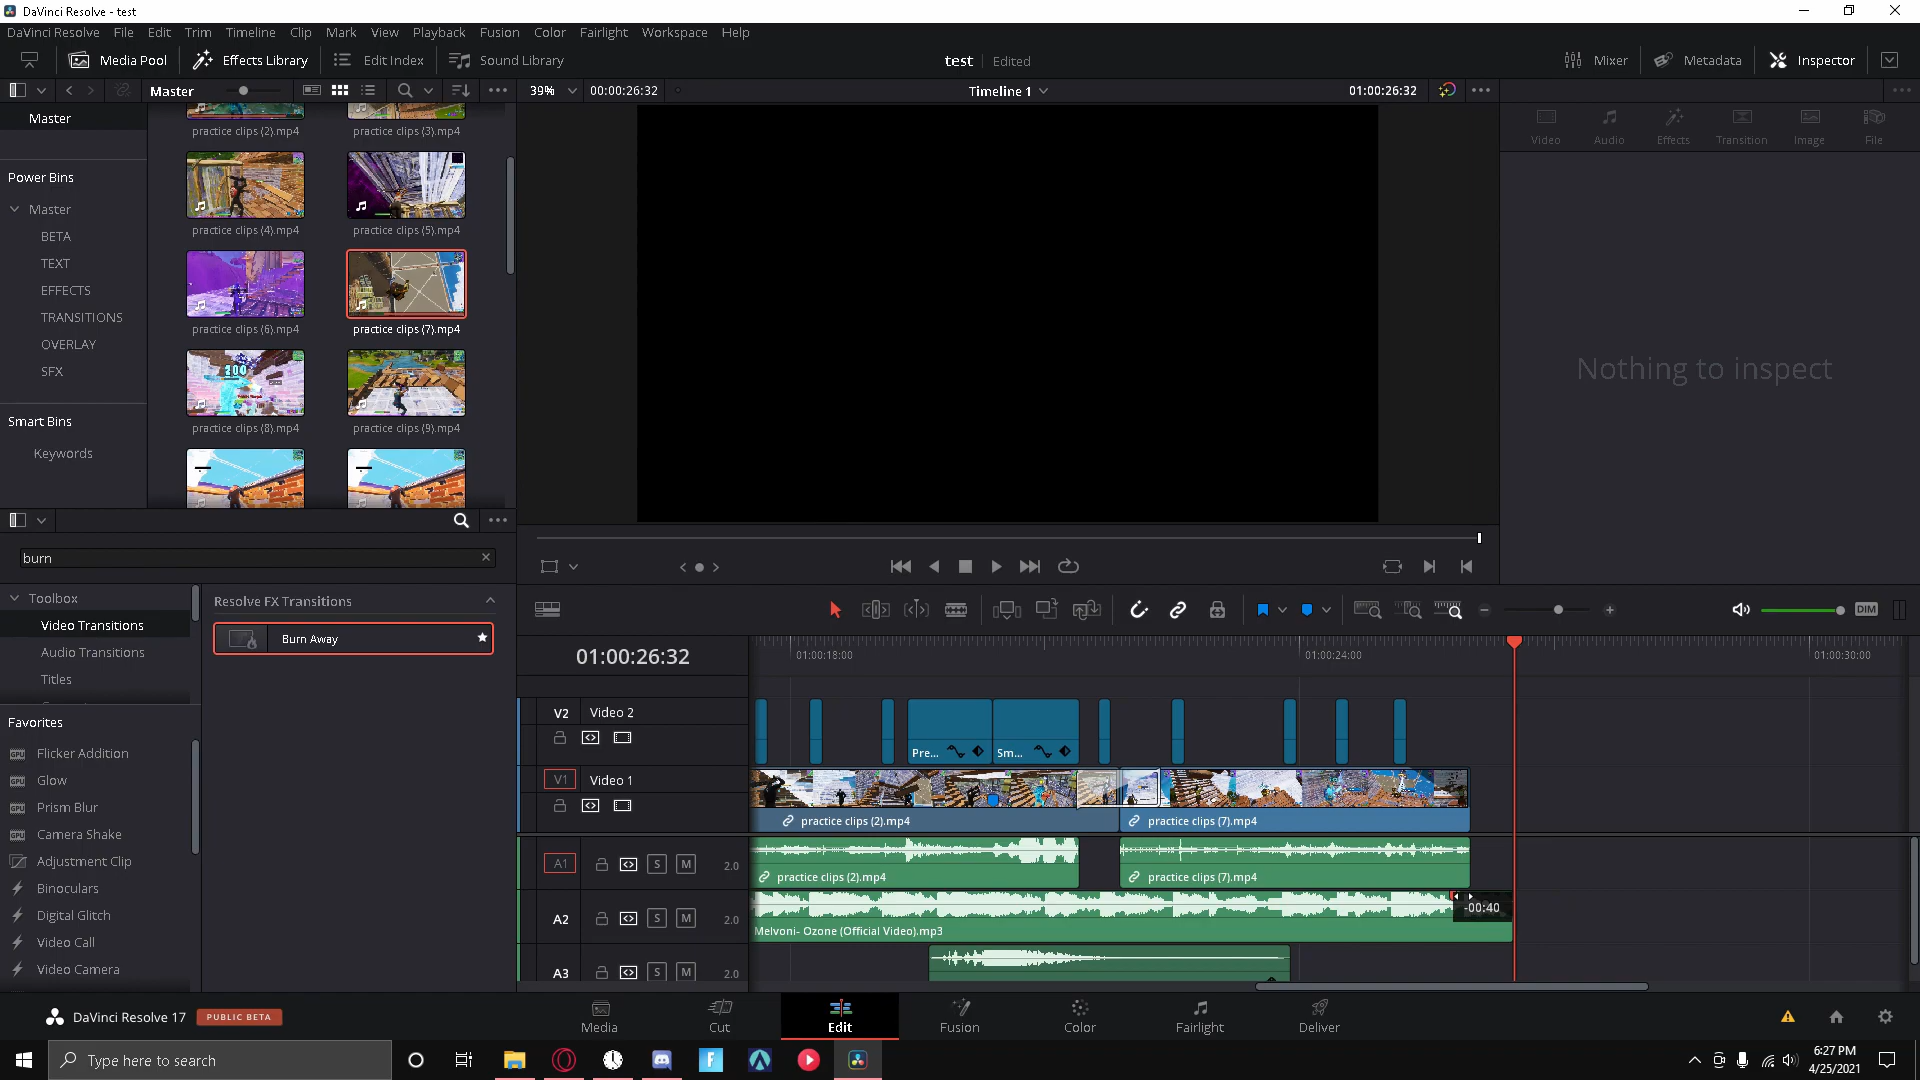 DaVinci Resolve - test
DaVinci Resolve File Edit Trim Timeline Clip Mark View Playback Fusion Color Fairlight Workspace Help
Media Pool Effects Library Edit Index Sound Library test Edited Mixer Metadata Inspector
Master 39% 00:00:26:32 Timeline 1 01:00:26:32
Master
practice clips (2).mp4 practice clips (3).mp4
Video Audio Effects Transition Image File
Power Bins
Master
BETA
TEXT
EFFECTS
TRANSITIONS
OVERLAY
SFX
practice clips (4).mp4 practice clips (5).mp4
practice clips (6).mp4 practice clips (7).mp4
200
practice clips (8).mp4 practice clips (9).mp4
Nothing to inspect
Smart Bins
Keywords
burn
Toolbox
Video Transitions
Audio Transitions
Titles
Resolve FX Transitions
Burn Away
Favorites
GPU Flicker Addition
GPU Glow
GPU Prism Blur
GPU Camera Shake
Adjustment Clip
Binoculars
Digital Glitch
Video Call
Video Camera
DIM
01:00:26:32 01:00:18:00 01:00:24:00 01:00:30:00
V2 Video 2
Pre... Sm...
V1 Video 1
practice clips (2).mp4 practice clips (7).mp4
A1 S M 2.0
practice clips (2).mp4 practice clips (7).mp4
A2 S M 2.0
-00:40
Melvoni- Ozone (Official Video).mp3
A3 S M 2.0
DaVinci Resolve 17 PUBLIC BETA
Media Cut Edit Fusion Color Fairlight Deliver
Type here to search
6:27 PM
4/25/2021